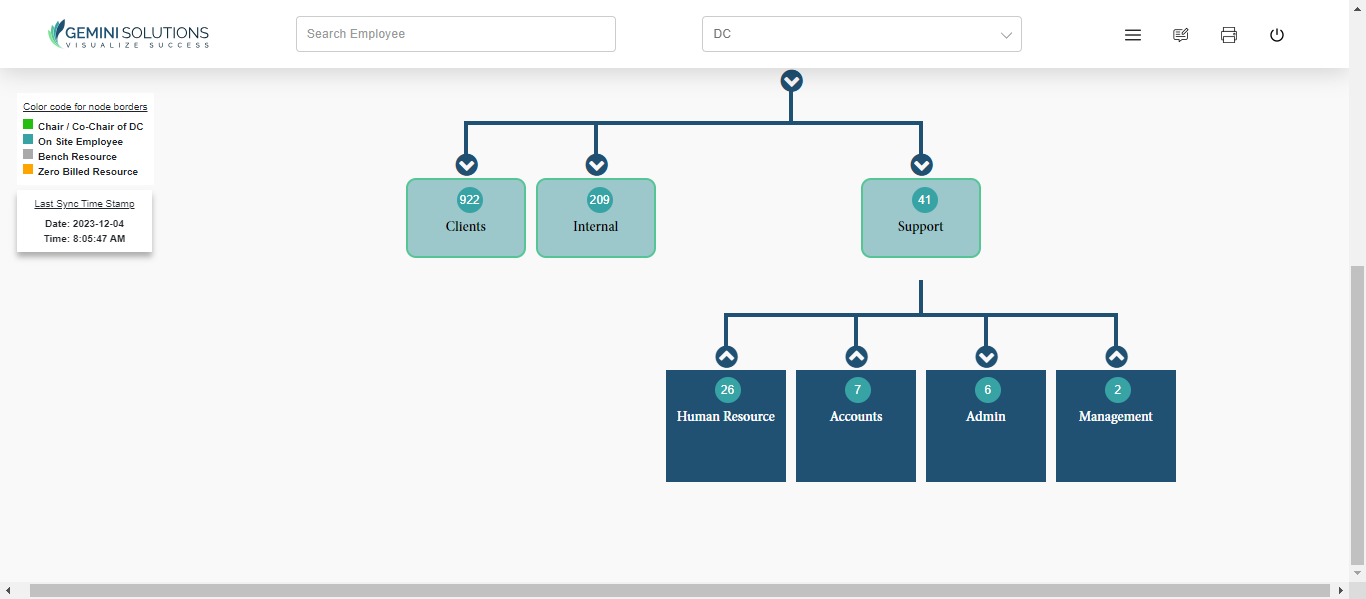 GEMINI SOLUTIONS
VISUALIZE SUCCESS
Search Employee
DC
Color code for node borders
Chair / Co-Chair of DC
On Site Employee
Bench Resource
Zero Billed Resource
Last Sync Time Stamp
Date: 2023-12-04
Time: 8:05:47 AM
922
Clients
209
Internal
41
Support
26
Human Resource
7
Accounts
6
Admin
2
Management